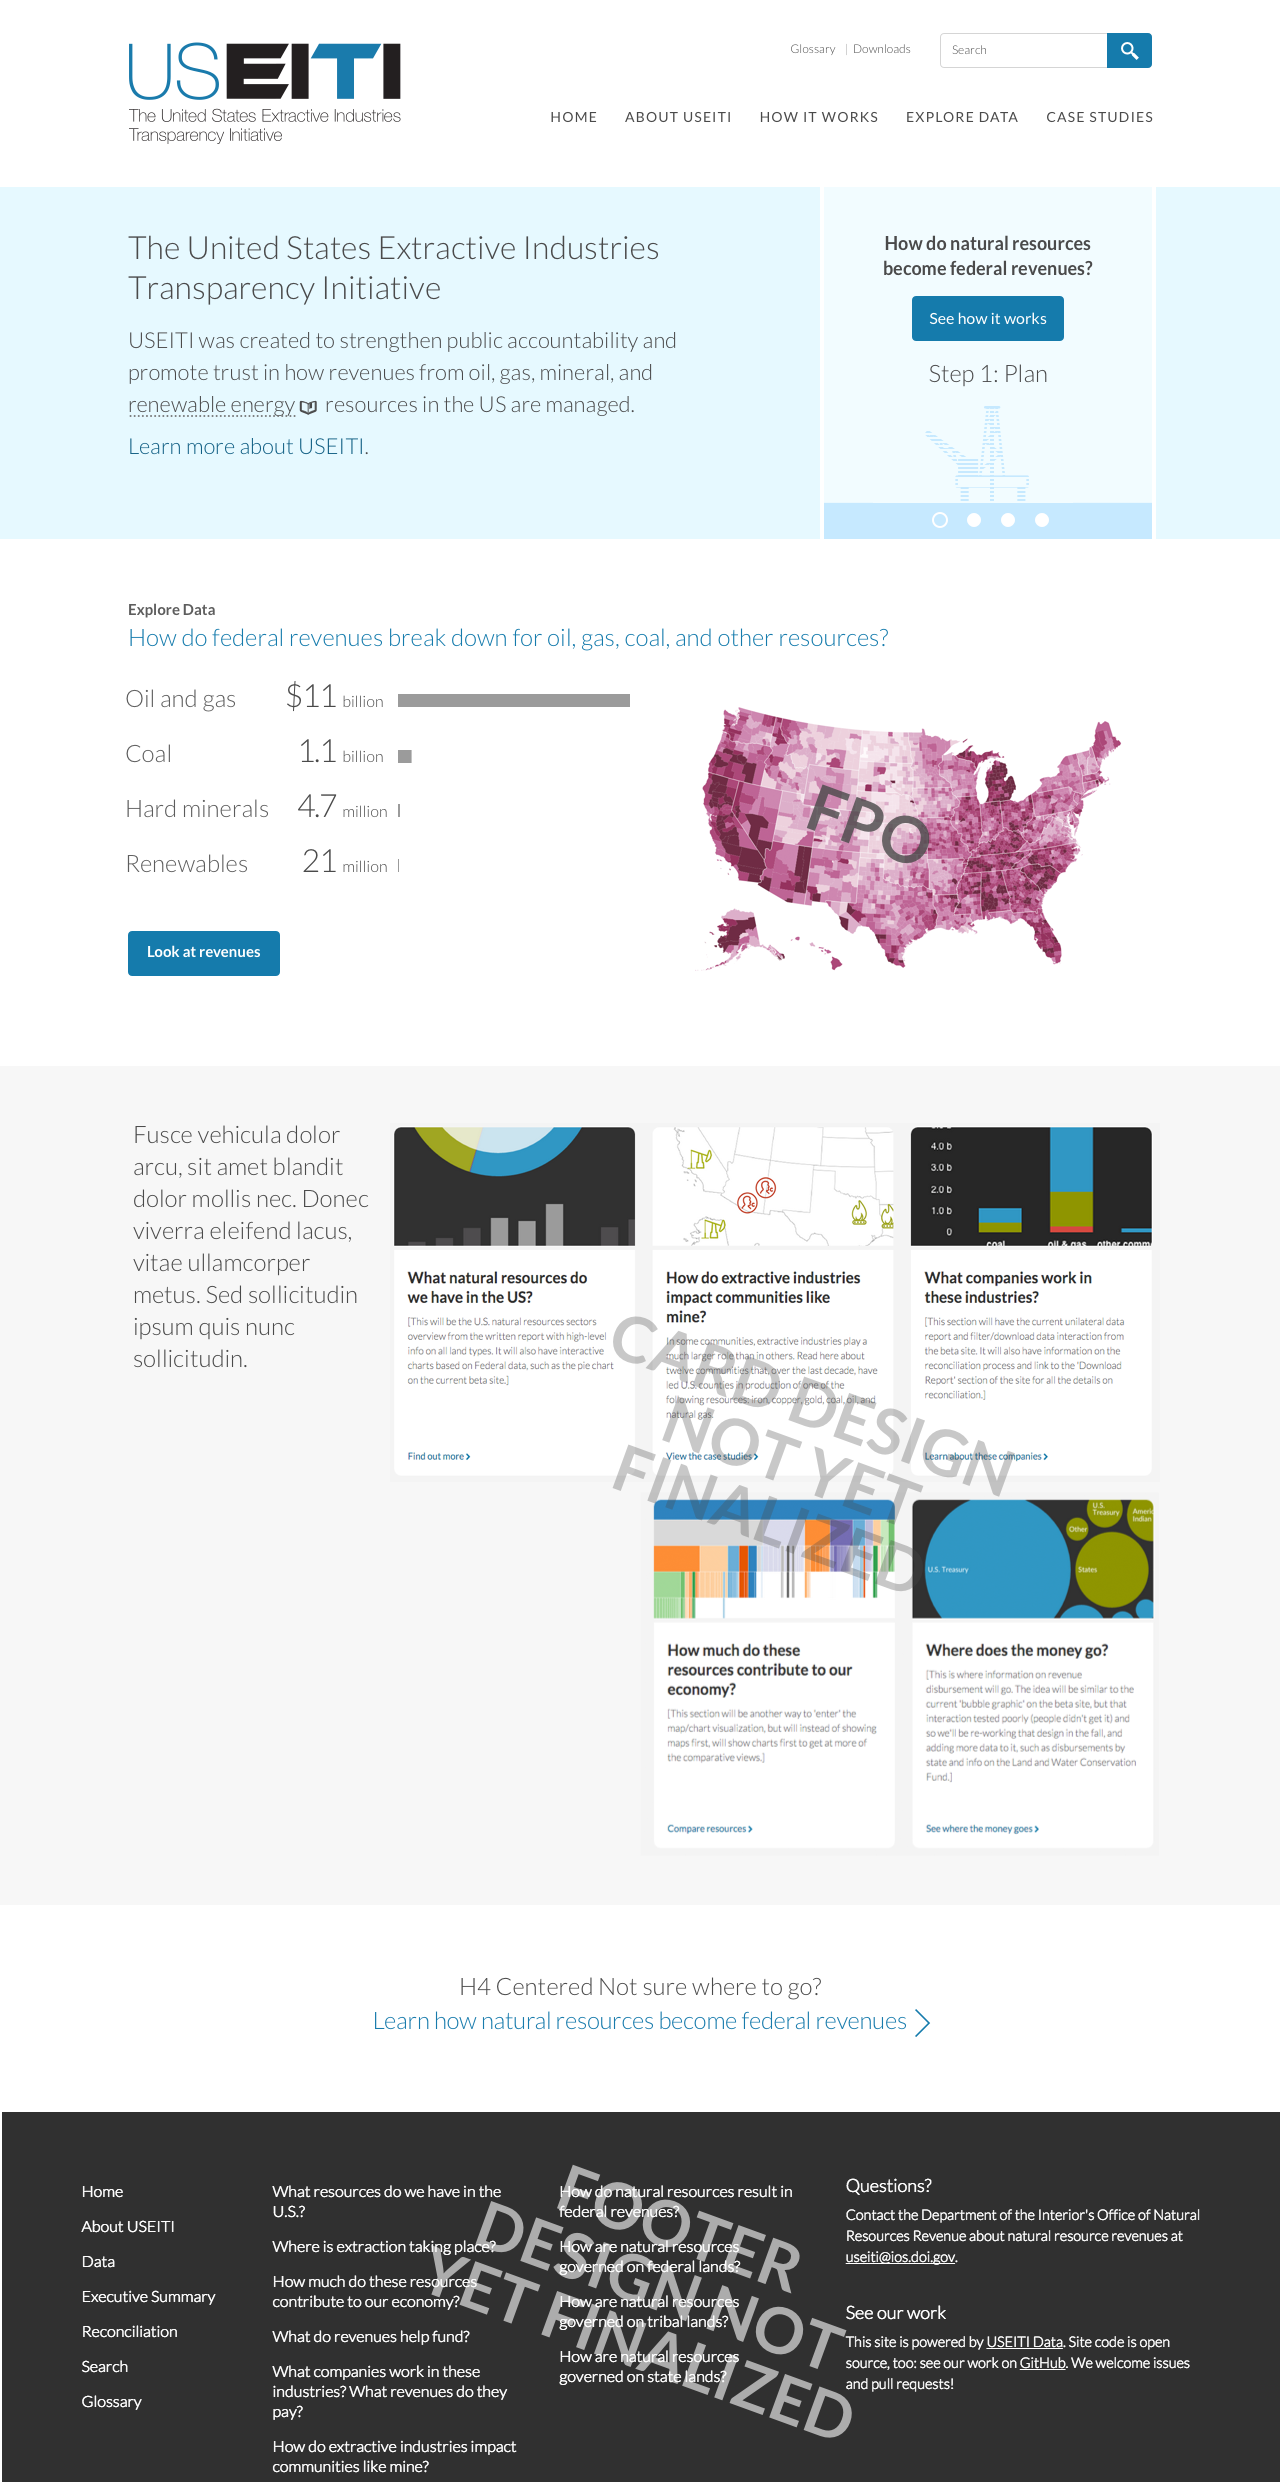 USEITI
The United States Extractive Industries
Transparency Initiative
Glossary | Downloads
Search
HOME ABOUT USEITI HOW IT WORKS EXPLORE DATA CASE STUDIES
The United States Extractive Industries
Transparency Initiative
USEITI was created to strengthen public accountability and
promote trust in how revenues from oil, gas, mineral, and
renewable energy resources in the US are managed.
Learn more about USEITI.
How do natural resources
become federal revenues?
See how it works
Step 1: Plan
Explore Data
How do federal revenues break down for oil, gas, coal, and other resources?
Oil and gas $11 billion
Coal 1.1 billion
Hard minerals 4.7 million
Renewables 21 million
FPO
Look at revenues
Fusce vehicula dolor
arcu, sit amet blandit
dolor mollis nec. Donec
viverra eleifend lacus,
vitae ullamcorper
metus. Sed sollicitudin
ipsum quis nunc
sollicitudin.
What natural resources do
we have in the US?
[This will be the U.S. natural resources sectors
overview from the written report with high-level
info on all land types. It will also have interactive
charts based on Federal data, such as the pie chart
on the current beta site.]
Find out more
How do extractive industries
impact communities like
mine?
In some communities, extractive industries play a
much larger role than in others. Read here about
twelve communities that, over the last decade, have
led U.S. counties in production of one of the
following resources: iron, copper, gold, coal, oil, and
natural gas.
View the case studies
4.0 b
3.0 b
2.0 b
1.0 b
0
coal oil & gas other comm
What companies work in
these industries?
[This section will have the current unilateral data
report and filter/download data interaction from
the beta site. It will also have information on the
reconciliation process and link to the 'Download
Report' section of the site for all the details on
reconciliation.]
Learn about these companies
CARD DESIGN
NOT YET
FINALIZED
How much do these
resources contribute to our
economy?
[This section will be another way to 'enter' the
map/chart visualization, but will instead of showing
maps first, will show charts first to get at more of
the comparative views.]
Compare resources
U.S.
Treasury
Ameri
Indian
Other
U.S. Treasury
States
Where does the money go?
[This is where information on revenue
disbursement will go. The idea will be similar to the
current 'bubble graphic' on the beta site, but that
interaction tested poorly (people didn't get it) and
so we'll be re-working that design in the fall, and
adding more data to it, such as disbursements by
state and info on the Land and Water Conservation
Fund.]
See where the money goes
H4 Centered Not sure where to go?
Learn how natural resources become federal revenues
Home
About USEITI
Data
Executive Summary
Reconciliation
Search
Glossary
What resources do we have in the
U.S.?
Where is extraction taking place?
How much do these resources
contribute to our economy?
What do revenues help fund?
What companies work in these
industries? What revenues do they
pay?
How do extractive industries impact
communities like mine?
How do natural resources result in
federal revenues?
How are natural resources
governed on federal lands?
How are natural resources
governed on tribal lands?
How are natural resources
governed on state lands?
FOOTER
DESIGN NOT
YET FINALIZED
Questions?
Contact the Department of the Interior's Office of Natural
Resources Revenue about natural resource revenues at
useiti@ios.doi.gov.
See our work
This site is powered by USEITI Data. Site code is open
source, too: see our work on GitHub. We welcome issues
and pull requests!